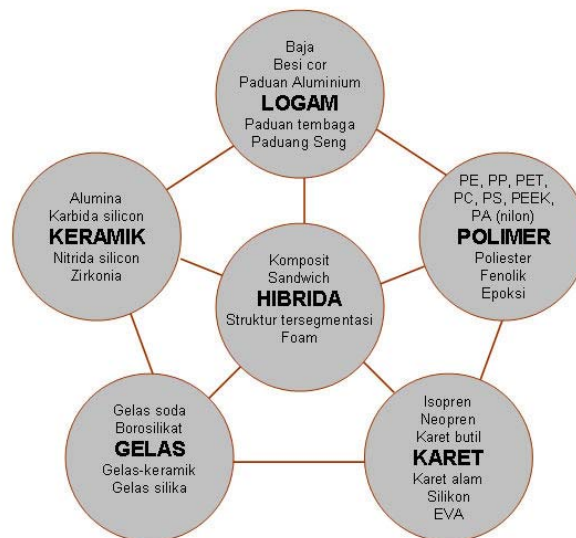 Baja
Besi cor
Paduan Aluminium
LOGAM
Paduan tembaga
Paduang Seng
Alumina
Karbida silicon
KERAMIK
Nitrida silicon
Zirkonia
PE, PP, PET,
PC, PS, PEEK,
PA (nilon)
POLIMER
Poliester
Fenolik
Epoksi
Komposit
Sandwich
HIBRIDA
Struktur tersegmentasi
Foam
Gelas soda
Borosilikat
GELAS
Gelas-keramik
Gelas silika
Isopren
Neopren
Karet butil
KARET
Karet alam
Silikon
EVA